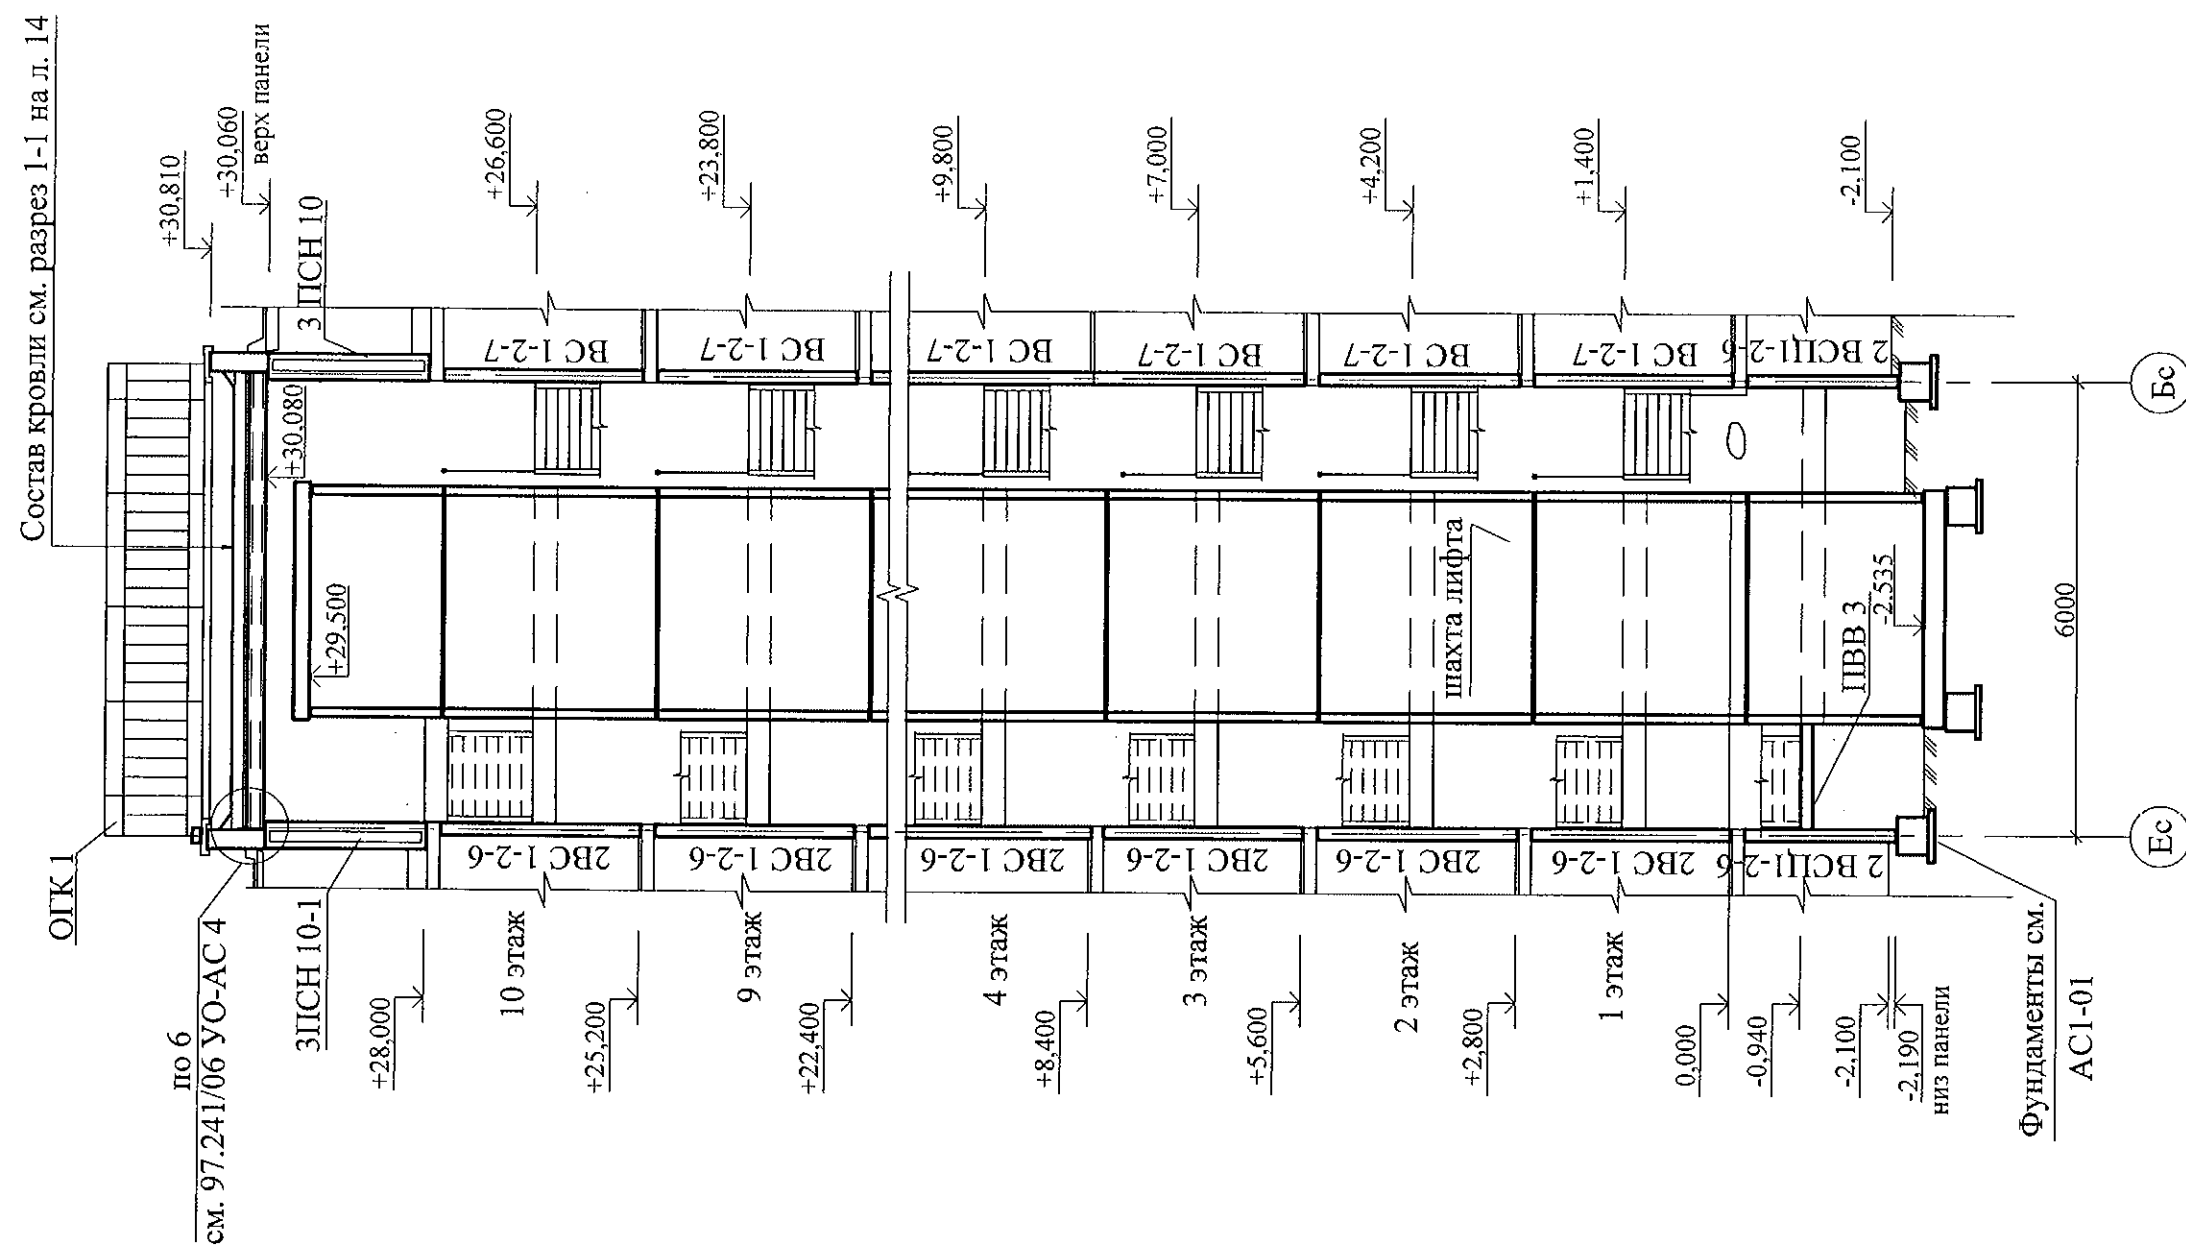 Состав кровли см. разрез 1-1 на л. 14
ОГК 1
по 6
см. 97.241/06 УО-АС 4
3ПСН 10-1
3 ПСН 10
+30,810
+30,060
верх панели
+30,080
+29,500
+28,000
+26,600
10 этаж
2ВС 1-2-6
ВС 1-2-7
+25,200
+23,800
9 этаж
2ВС 1-2-6
ВС 1-2-7
+22,400
+9,800
4 этаж
2ВС 1-2-6
ВС 1-2-7
+8,400
+7,000
3 этаж
2ВС 1-2-6
ВС 1-2-7
+5,600
+4,200
2 этаж
2ВС 1-2-6
ВС 1-2-7
шахта лифта
+2,800
+1,400
1 этаж
2ВС 1-2-6
ВС 1-2-7
0,000
-0,940
2 ВСЦ1-2-6
2 ВСЦ1-2-6
ПВВ 3
-2,100
-2,100
-2,535
-2,190
низ панели
6000
Фундаменты см.
АС1-01
Ес
Бс